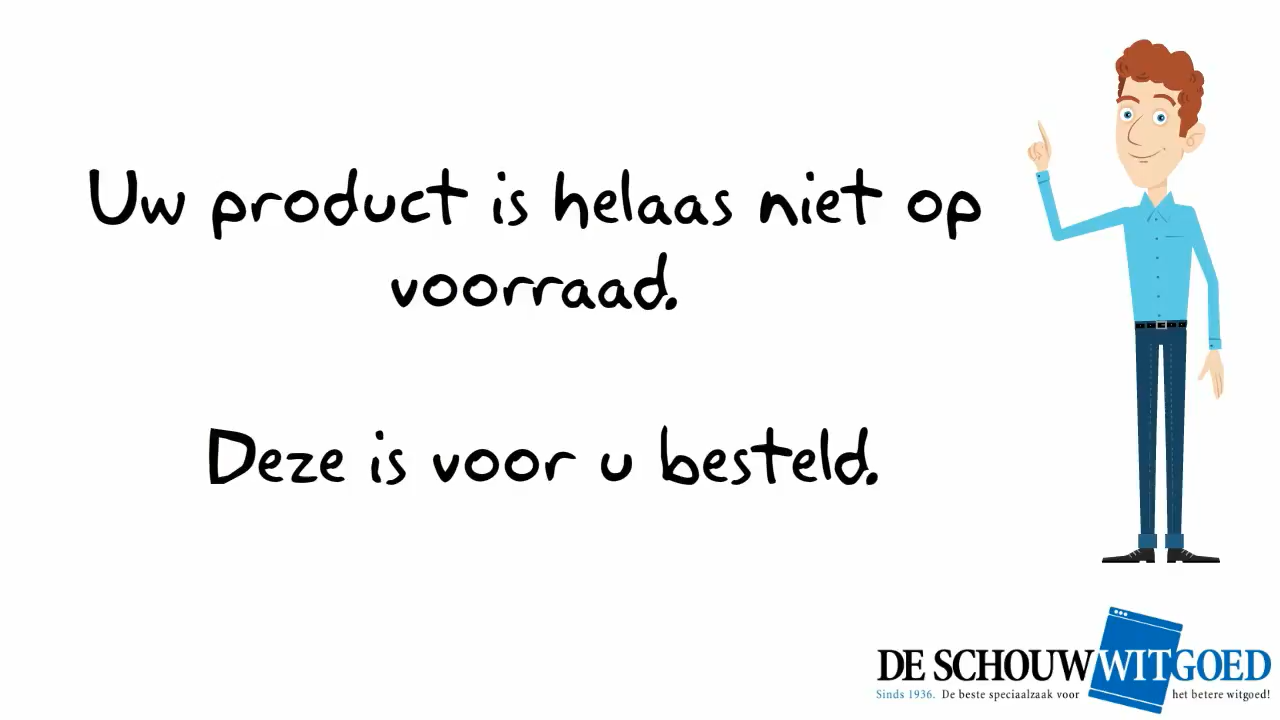 Uw product is helaas niet op
voorraad.
Deze is voor u besteld.
DE SCHOUW WITGOED
Sinds 1936. De beste speciaalzaak voor het betere witgoed!